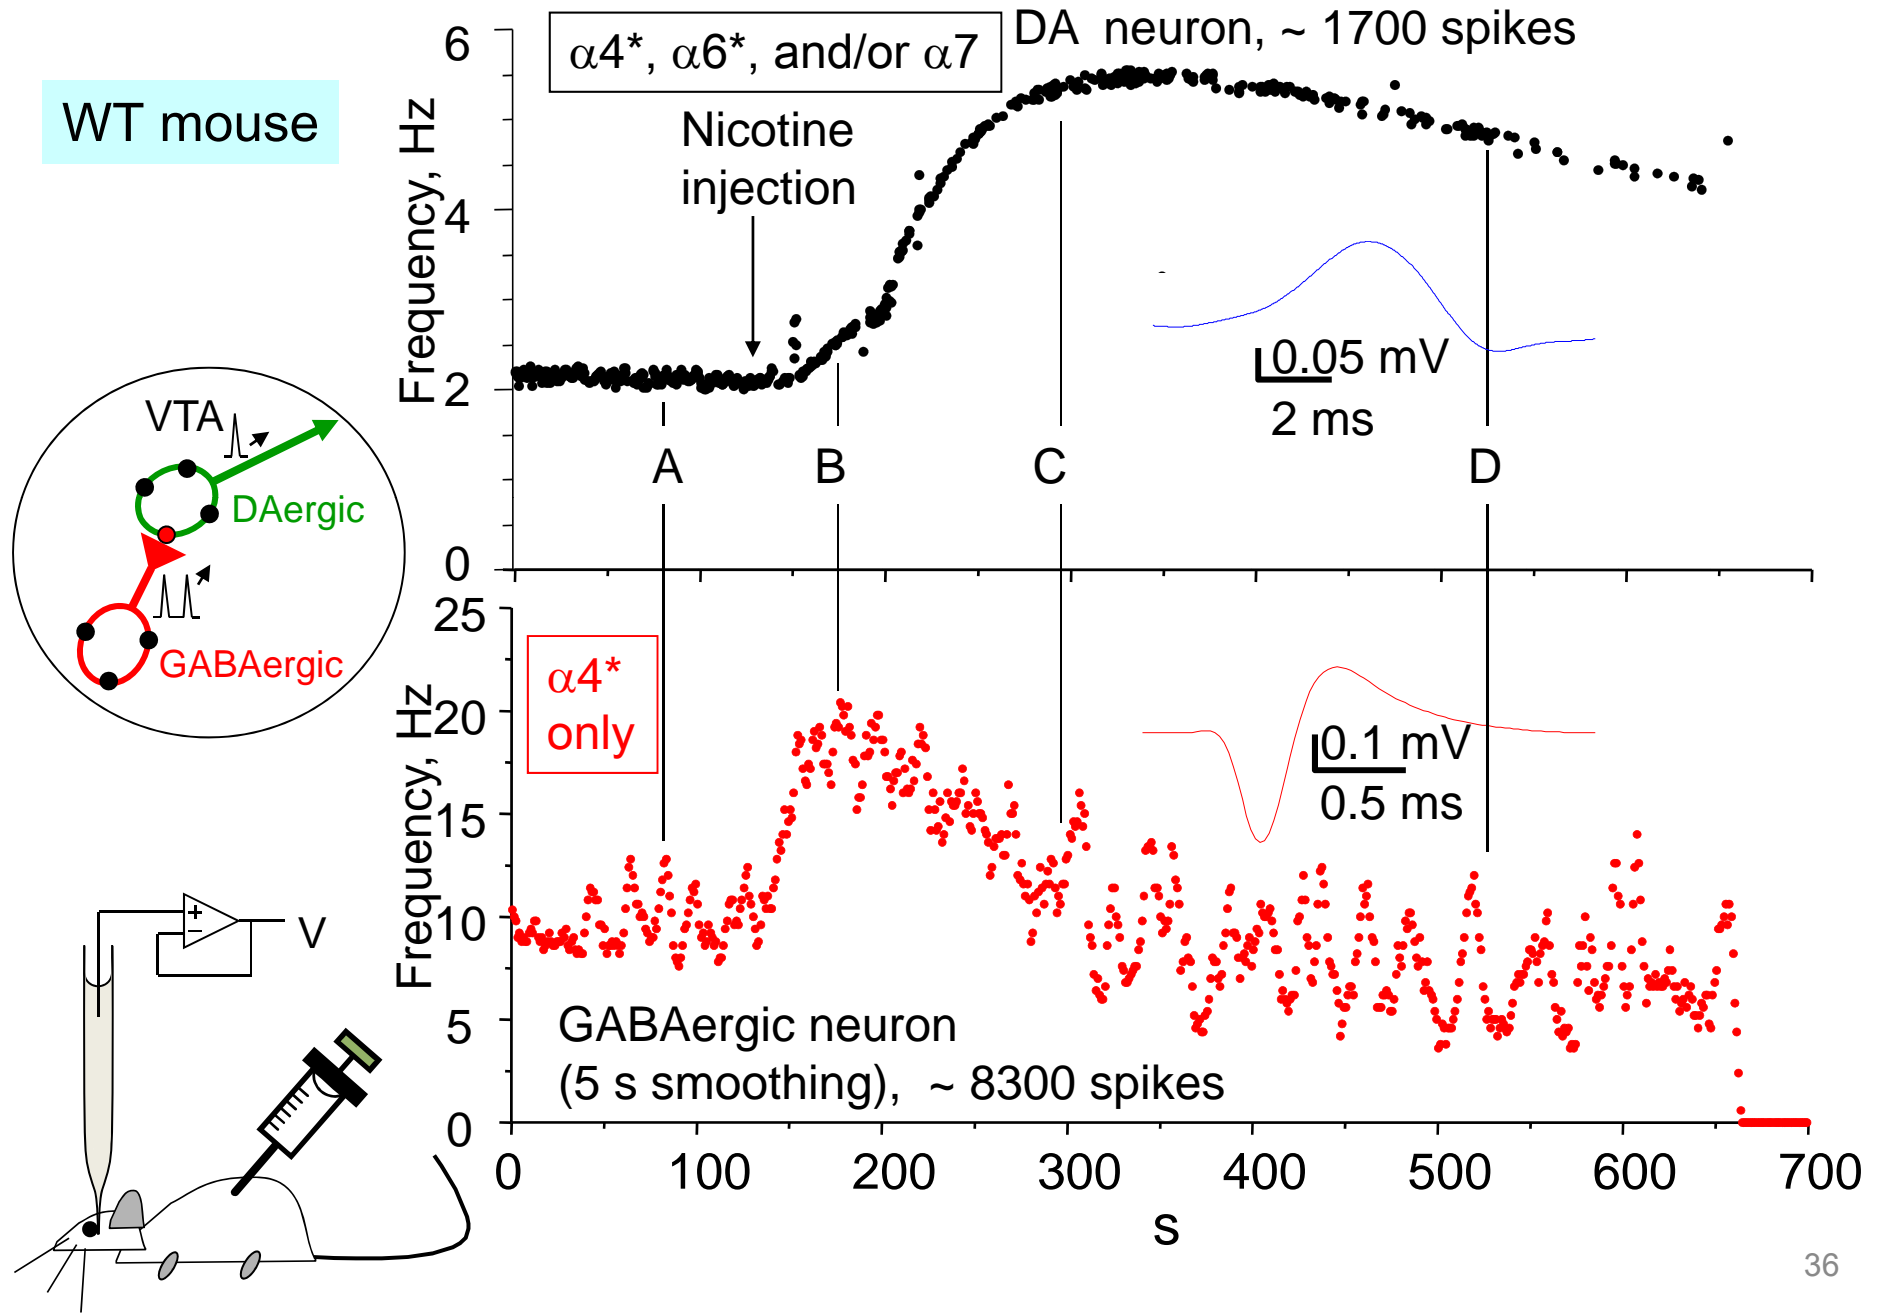 WT mouse
α4*, α6*, and/or α7
DA neuron, ~ 1700 spikes
Nicotine
injection
Frequency, Hz
6
4
2
0
0.05 mV
2 ms
A
B
C
D
VTA
DAergic
GABAergic
α4*
only
Frequency, Hz
25
20
15
10
5
0
0.1 mV
0.5 ms
GABAergic neuron
(5 s smoothing), ~ 8300 spikes
0 100 200 300 400 500 600 700
s
+
−
V
36